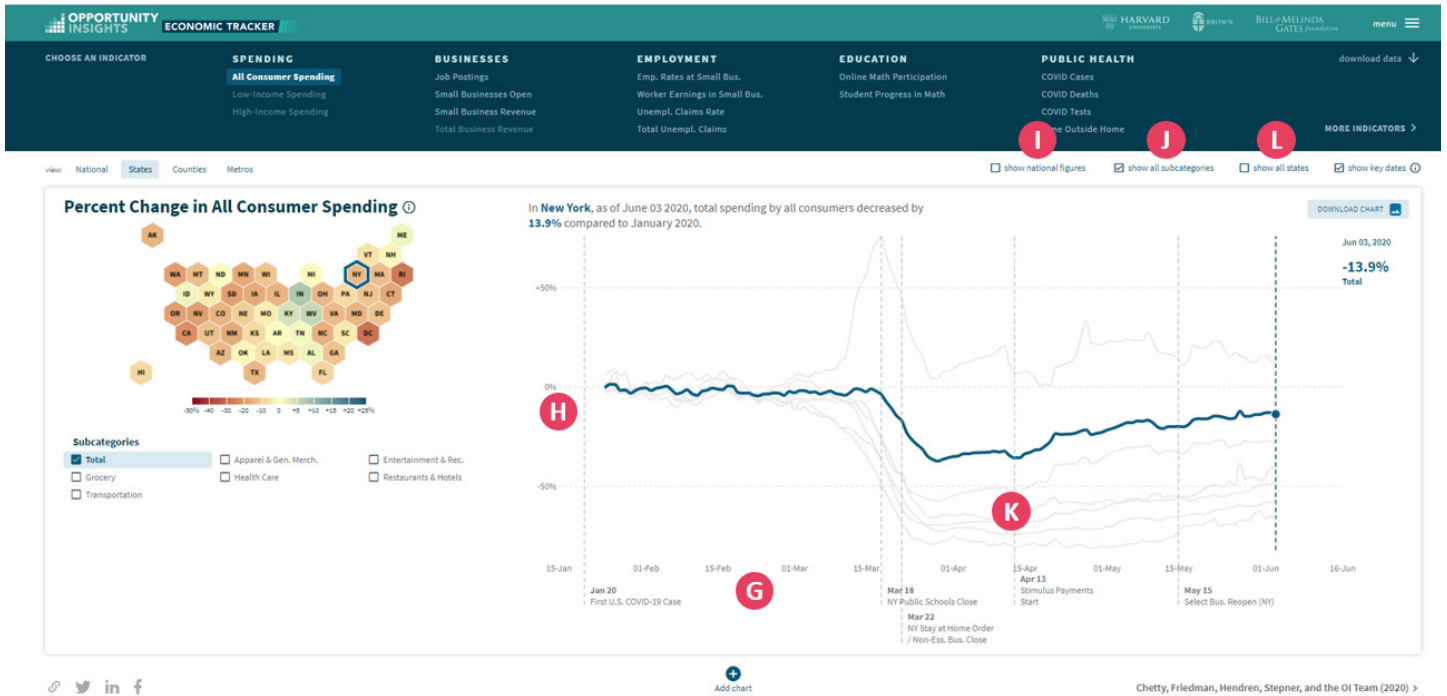 OPPORTUNITY
INSIGHTS
ECONOMIC TRACKER
HARVARD
UNIVERSITY
BROWN
BILL & MELINDA
GATES foundation
menu
CHOOSE AN INDICATOR
SPENDING
All Consumer Spending
Low-Income Spending
High-Income Spending
BUSINESSES
Job Postings
Small Businesses Open
Small Business Revenue
Total Business Revenue
EMPLOYMENT
Emp. Rates at Small Bus.
Worker Earnings in Small Bus.
Unempl. Claims Rate
Total Unempl. Claims
EDUCATION
Online Math Participation
Student Progress in Math
PUBLIC HEALTH
COVID Cases
COVID Deaths
COVID Tests
Outside Home
download data
MORE INDICATORS >
I
J
L
view:
National
States
Counties
Metros
show national figures
show all subcategories
show all states
show key dates
Percent Change in All Consumer Spending
In New York, as of June 03 2020, total spending by all consumers decreased by
13.9% compared to January 2020.
DOWNLOAD CHART
AK
ME
VT NH
WA MT ND MN WI MI NY MA RI
ID WY SD IA IL IN OH PA NJ CT
OR NV CO NE MO KY WV VA MD DE
CA UT NM KS AR TN NC SC DC
AZ OK LA MS AL GA
HI TX FL
-50% -40 -30 -20 -10 0 +5 +10 +15 +20 +25%
Subcategories
Total
Apparel & Gen. Merch.
Entertainment & Rec.
Grocery
Health Care
Restaurants & Hotels
Transportation
Jun 03, 2020
-13.9%
Total
+50%
0%
-50%
H
K
G
15-Jan 01-Feb 15-Feb 01-Mar 15-Mar 01-Apr 15-Apr 01-May 15-May 01-Jun 16-Jun
Jan 20
First U.S. COVID-19 Case
Mar 18
NY Public Schools Close
Mar 22
NY Stay at Home Order
/ Non-Ess. Bus. Close
Apr 13
Stimulus Payments
Start
May 15
Select Bus. Reopen (NY)
Add chart
Chetty, Friedman, Hendren, Stepner, and the OI Team (2020) >